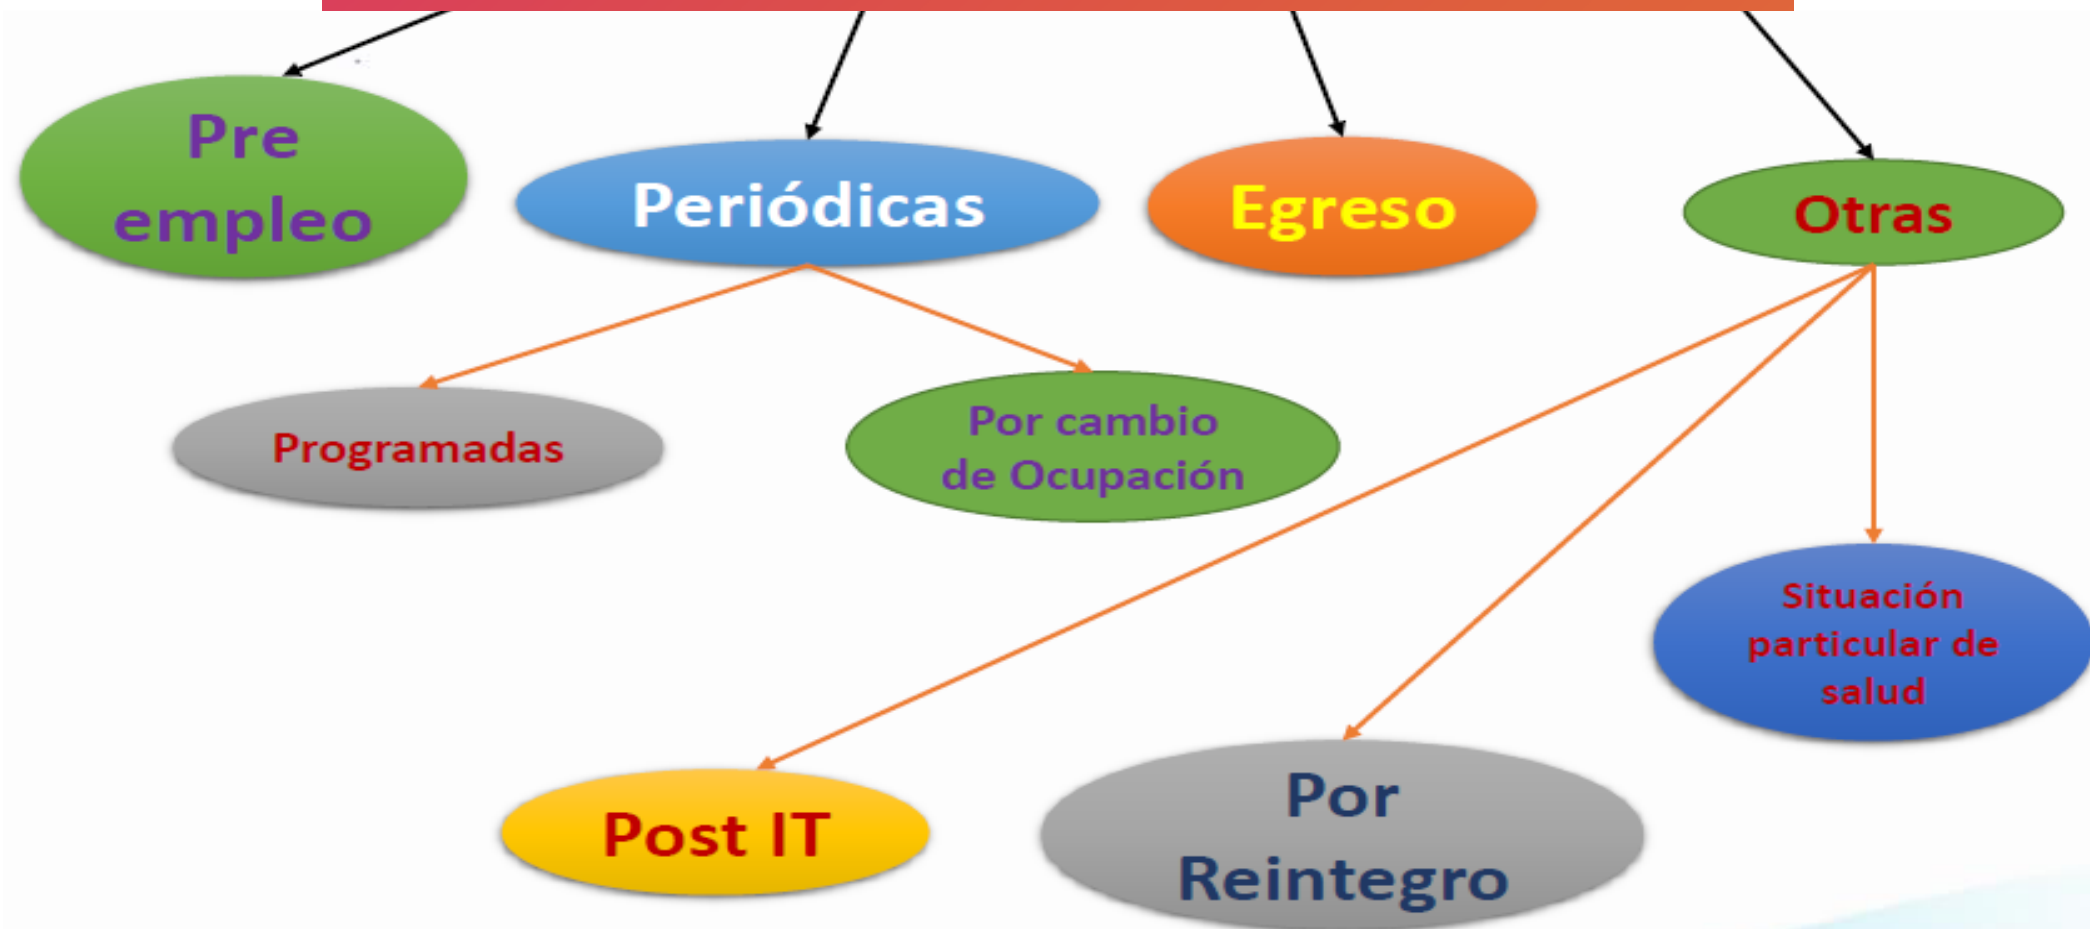 Pre
empleo
Periódicas
Egreso
Otras
Programadas
Por cambio
de Ocupación
Situación
particular de
salud
Post IT
Por
Reintegro